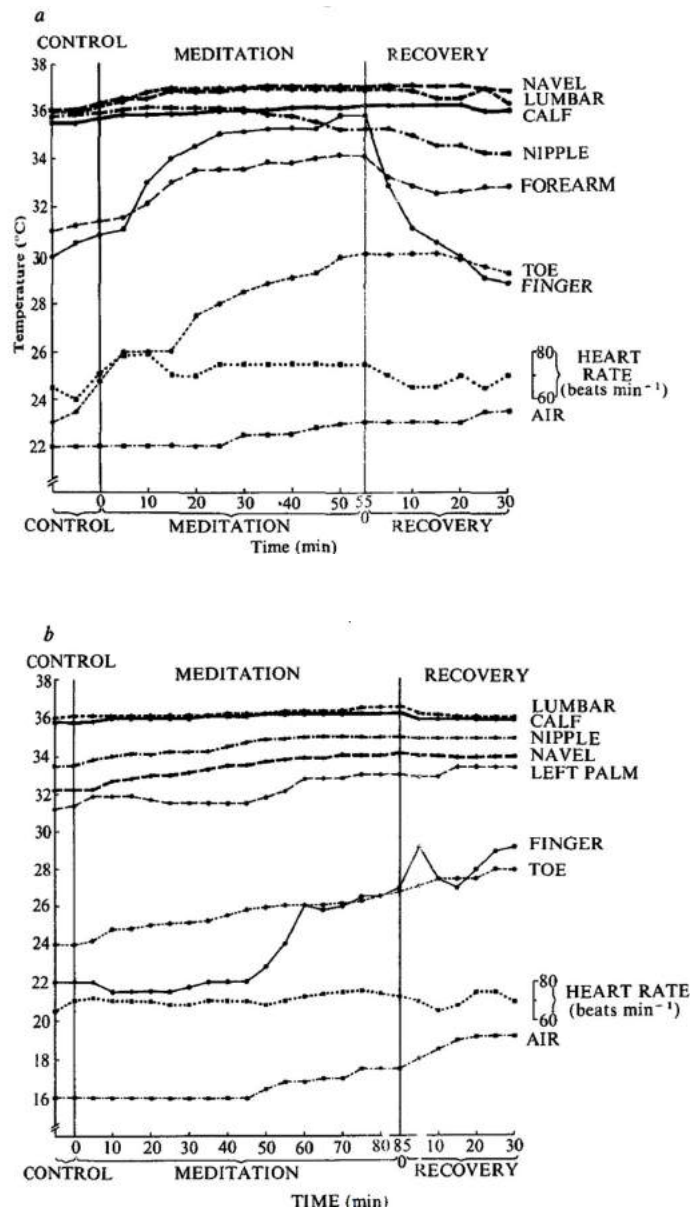 a
CONTROL
MEDITATION
RECOVERY
38
36
34
32
30
28
26
25
23
22
Temperature (°C)
NAVEL
LUMBAR
CALF
NIPPLE
FOREARM
TOE
FINGER
80
60
HEART
RATE
(beats min⁻¹)
AIR
0 10 20 30 40 50 55 10 20 30
0
CONTROL MEDITATION RECOVERY
Time (min)
b
CONTROL
MEDITATION
RECOVERY
38
36
34
32
30
28
26
24
22
20
18
16
LUMBAR
CALF
NIPPLE
NAVEL
LEFT PALM
FINGER
TOE
80
60
HEART RATE
(beats min⁻¹)
AIR
0 10 20 30 40 50 60 70 80 85 10 20 30
0
CONTROL MEDITATION RECOVERY
TIME (min)